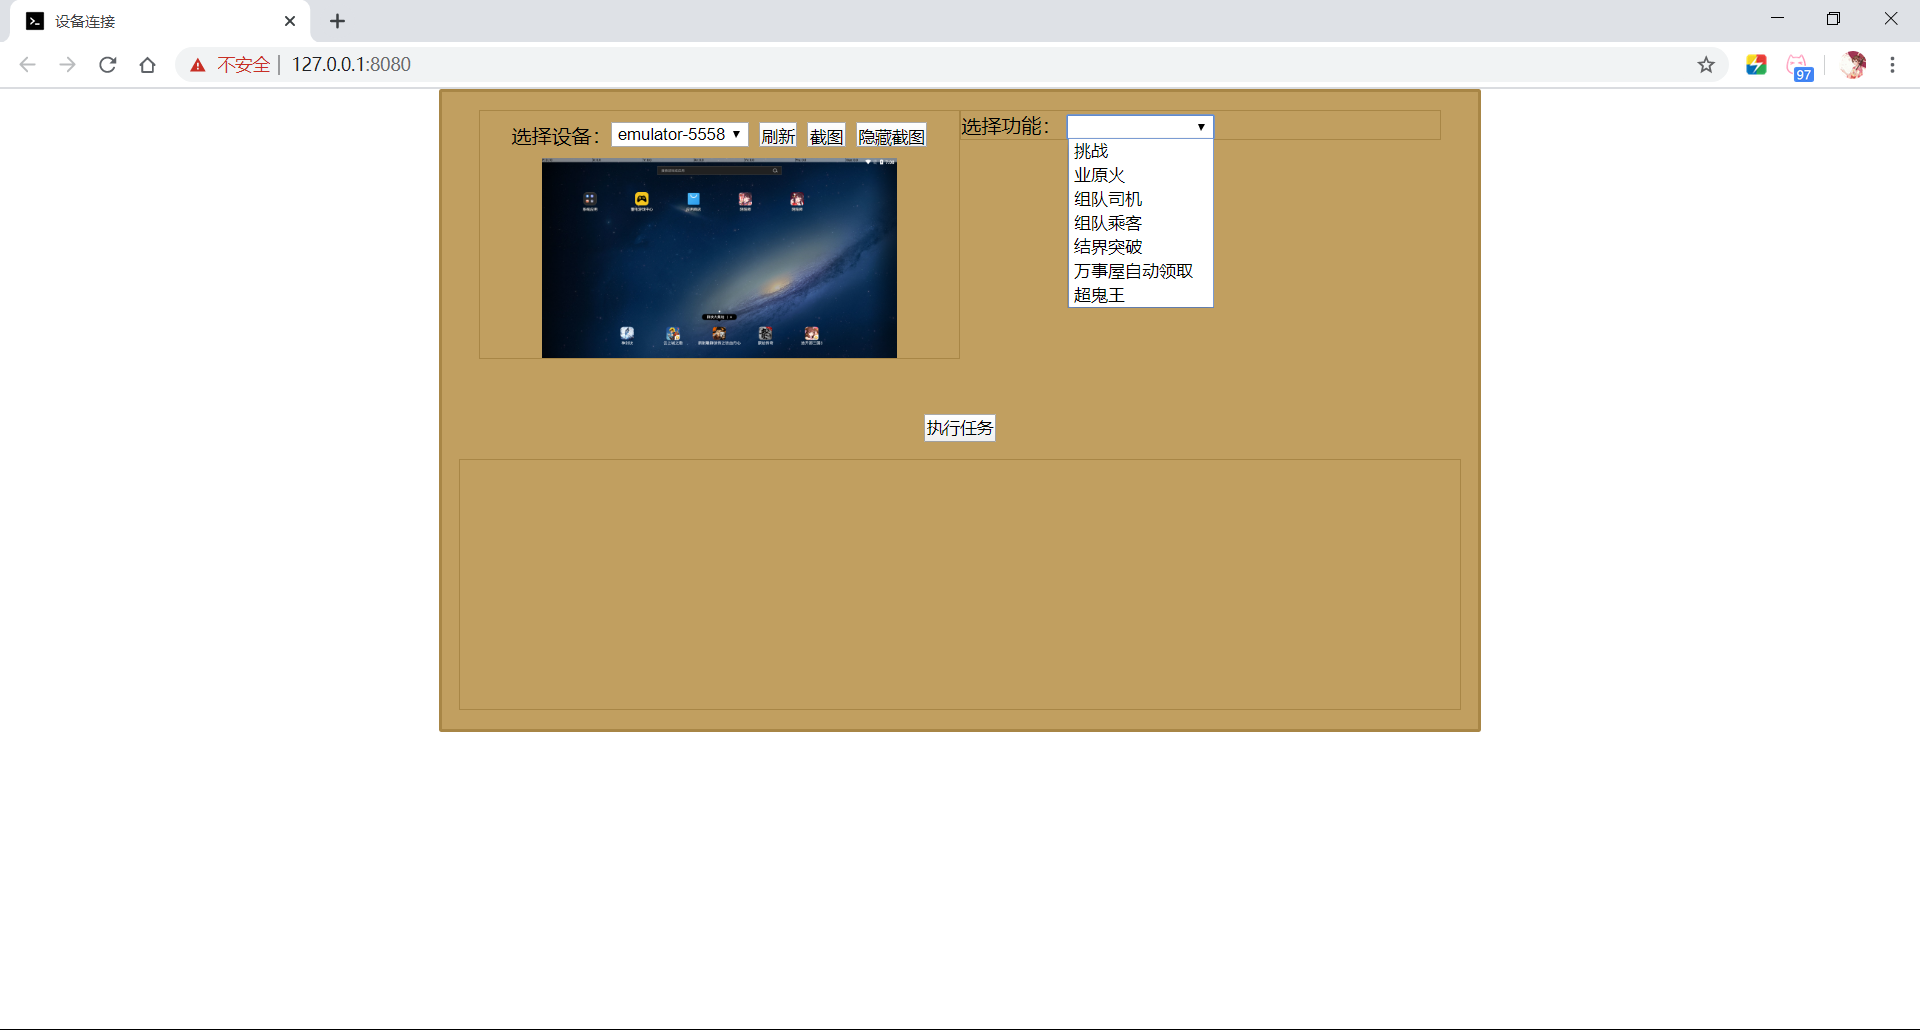 设备连接
不安全 | 127.0.0.1:8080
97
选择设备： emulator-5558 刷新 截图 隐藏截图
选择功能：
挑战
业原火
组队司机
组队乘客
结界突破
万事屋自动领取
超鬼王
执行任务